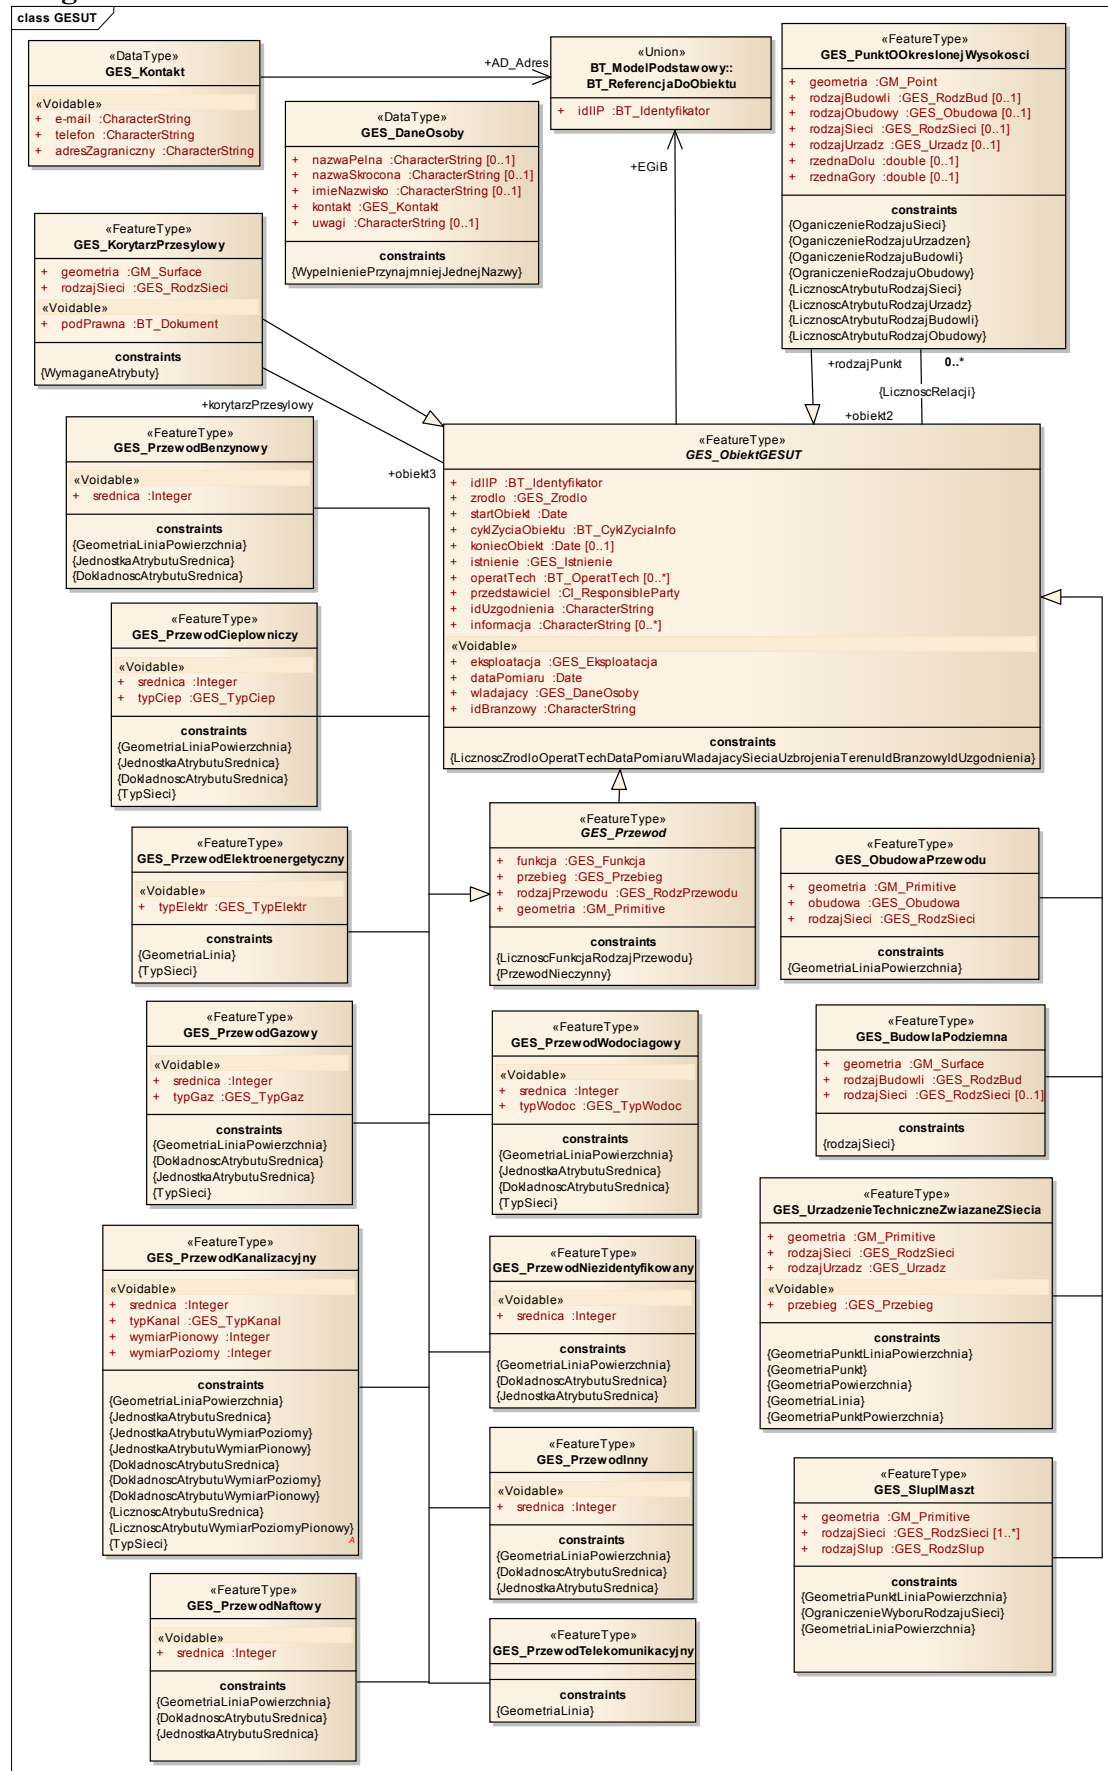 class GESUT
«DataType»
GES_Kontakt
«Voidable»
+ e-mail :CharacterString
+ telefon :CharacterString
+ adresZagraniczny :CharacterString
+AD_Adres
«Union»
BT_ModelPodstawowy::
BT_ReferencjaDoObiektu
+ idIIP :BT_Identyfikator
«FeatureType»
GES_PunktOOkreslonejWysokosci
+ geometria :GM_Point
+ rodzajBudowli :GES_RodzBud [0..1]
+ rodzajObudowy :GES_Obudowa [0..1]
+ rodzajSieci :GES_RodzSieci [0..1]
+ rodzajUrzadz :GES_Urzadz [0..1]
+ rzednaDolu :double [0..1]
+ rzednaGory :double [0..1]
constraints
{OganiczenieRodzajuSieci}
{OganiczenieRodzajuUrzadzen}
{OganiczenieRodzajuBudowli}
{OgraniczenieRodzajuObudowy}
{LicznoscAtrybutuRodzajSieci}
{LicznoscAtrybutuRodzajUrzadz}
{LicznoscAtrybutuRodzajBudowli}
{LicznoscAtrybutuRodzajObudowy}
«DataType»
GES_DaneOsoby
+ nazwaPelna :CharacterString [0..1]
+ nazwaSkrocona :CharacterString [0..1]
+ imieNazwisko :CharacterString [0..1]
+ kontakt :GES_Kontakt
+ uwagi :CharacterString [0..1]
constraints
{WypelnieniePrzynajmniejJednejNazwy}
+EGiB
«FeatureType»
GES_KorytarzPrzesylowy
+ geometria :GM_Surface
+ rodzajSieci :GES_RodzSieci
«Voidable»
+ podPrawna :BT_Dokument
constraints
{WymaganeAtrybuty}
+rodzajPunkt
0..*
{LicznoscRelacji}
+obiekt2
+korytarzPrzesylowy
+obiekt3
«FeatureType»
GES_PrzewodBenzynowy
«Voidable»
+ srednica :Integer
constraints
{GeometriaLiniaPowierzchnia}
{JednostkaAtrybutuSrednica}
{DokladnoscAtrybutuSrednica}
«FeatureType»
GES_ObiektGESUT
+ idIIP :BT_Identyfikator
+ zrodlo :GES_Zrodlo
+ startObiekt :Date
+ cyklZyciaObiektu :BT_CyklZyciaInfo
+ koniecObiekt :Date [0..1]
+ istnienie :GES_Istnienie
+ operatTech :BT_OperatTech [0..*]
+ przedstawiciel :CI_ResponsibleParty
+ idUzgodnienia :CharacterString
+ informacja :CharacterString [0..*]
«Voidable»
+ eksploatacja :GES_Eksploatacja
+ dataPomiaru :Date
+ wladajacy :GES_DaneOsoby
+ idBranzowy :CharacterString
constraints
{LicznoscZrodloOperatTechDataPomiaruWladajacySieciaUzbrojeniaTerenuIdBranzowyIdUzgodnienia}
«FeatureType»
GES_PrzewodCieplowniczy
«Voidable»
+ srednica :Integer
+ typCiep :GES_TypCiep
constraints
{GeometriaLiniaPowierzchnia}
{JednostkaAtrybutuSrednica}
{DokladnoscAtrybutuSrednica}
{TypSieci}
«FeatureType»
GES_Przewod
+ funkcja :GES_Funkcja
+ przebieg :GES_Przebieg
+ rodzajPrzewodu :GES_RodzPrzewodu
+ geometria :GM_Primitive
constraints
{LicznoscFunkcjaRodzajPrzewodu}
{PrzewodNieczynny}
«FeatureType»
GES_PrzewodElektroenergetyczny
«Voidable»
+ typElektr :GES_TypElektr
constraints
{GeometriaLinia}
{TypSieci}
«FeatureType»
GES_ObudowaPrzewodu
+ geometria :GM_Primitive
+ obudowa :GES_Obudowa
+ rodzajSieci :GES_RodzSieci
constraints
{GeometriaLiniaPowierzchnia}
«FeatureType»
GES_PrzewodGazowy
«Voidable»
+ srednica :Integer
+ typGaz :GES_TypGaz
constraints
{GeometriaLiniaPowierzchnia}
{DokladnoscAtrybutuSrednica}
{JednostkaAtrybutuSrednica}
{TypSieci}
«FeatureType»
GES_PrzewodWodociagowy
«Voidable»
+ srednica :Integer
+ typWodoc :GES_TypWodoc
constraints
{GeometriaLiniaPowierzchnia}
{JednostkaAtrybutuSrednica}
{DokladnoscAtrybutuSrednica}
{TypSieci}
«FeatureType»
GES_BudowlaPodziemna
+ geometria :GM_Surface
+ rodzajBudowli :GES_RodzBud
+ rodzajSieci :GES_RodzSieci [0..1]
constraints
{rodzajSieci}
«FeatureType»
GES_UrzadzenieTechniczneZwiazaneZSiecia
+ geometria :GM_Primitive
+ rodzajSieci :GES_RodzSieci
+ rodzajUrzadz :GES_Urzadz
«Voidable»
+ przebieg :GES_Przebieg
constraints
{GeometriaPunktLiniaPowierzchnia}
{GeometriaPunkt}
{GeometriaPowierzchnia}
{GeometriaLinia}
{GeometriaPunktPowierzchnia}
«FeatureType»
GES_PrzewodKanalizacyjny
«Voidable»
+ srednica :Integer
+ typKanal :GES_TypKanal
+ wymiarPionowy :Integer
+ wymiarPoziomy :Integer
constraints
{GeometriaLiniaPowierzchnia}
{JednostkaAtrybutuSrednica}
{JednostkaAtrybutuWymiarPoziomy}
{JednostkaAtrybutuWymiarPionowy}
{DokladnoscAtrybutuSrednica}
{DokladnoscAtrybutuWymiarPoziomy}
{DokladnoscAtrybutuWymiarPionowy}
{LicznoscAtrybutuSrednica}
{LicznoscAtrybutuWymiarPoziomyPionowy}
{TypSieci}
A
«FeatureType»
GES_PrzewodNiezidentyfikowany
«Voidable»
+ srednica :Integer
constraints
{GeometriaLiniaPowierzchnia}
{DokladnoscAtrybutuSrednica}
{JednostkaAtrybutuSrednica}
«FeatureType»
GES_PrzewodInny
«Voidable»
+ srednica :Integer
constraints
{GeometriaLiniaPowierzchnia}
{DokladnoscAtrybutuSrednica}
{JednostkaAtrybutuSrednica}
«FeatureType»
GES_SlupIMaszt
+ geometria :GM_Primitive
+ rodzajSieci :GES_RodzSieci [1..*]
+ rodzajSlup :GES_RodzSlup
constraints
{GeometriaPunktLiniaPowierzchnia}
{OgraniczenieWyboruRodzajuSieci}
{GeometriaLiniaPowierzchnia}
«FeatureType»
GES_PrzewodNaftowy
«Voidable»
+ srednica :Integer
constraints
{GeometriaLiniaPowierzchnia}
{DokladnoscAtrybutuSrednica}
{JednostkaAtrybutuSrednica}
«FeatureType»
GES_PrzewodTelekomunikacyjny
constraints
{GeometriaLinia}